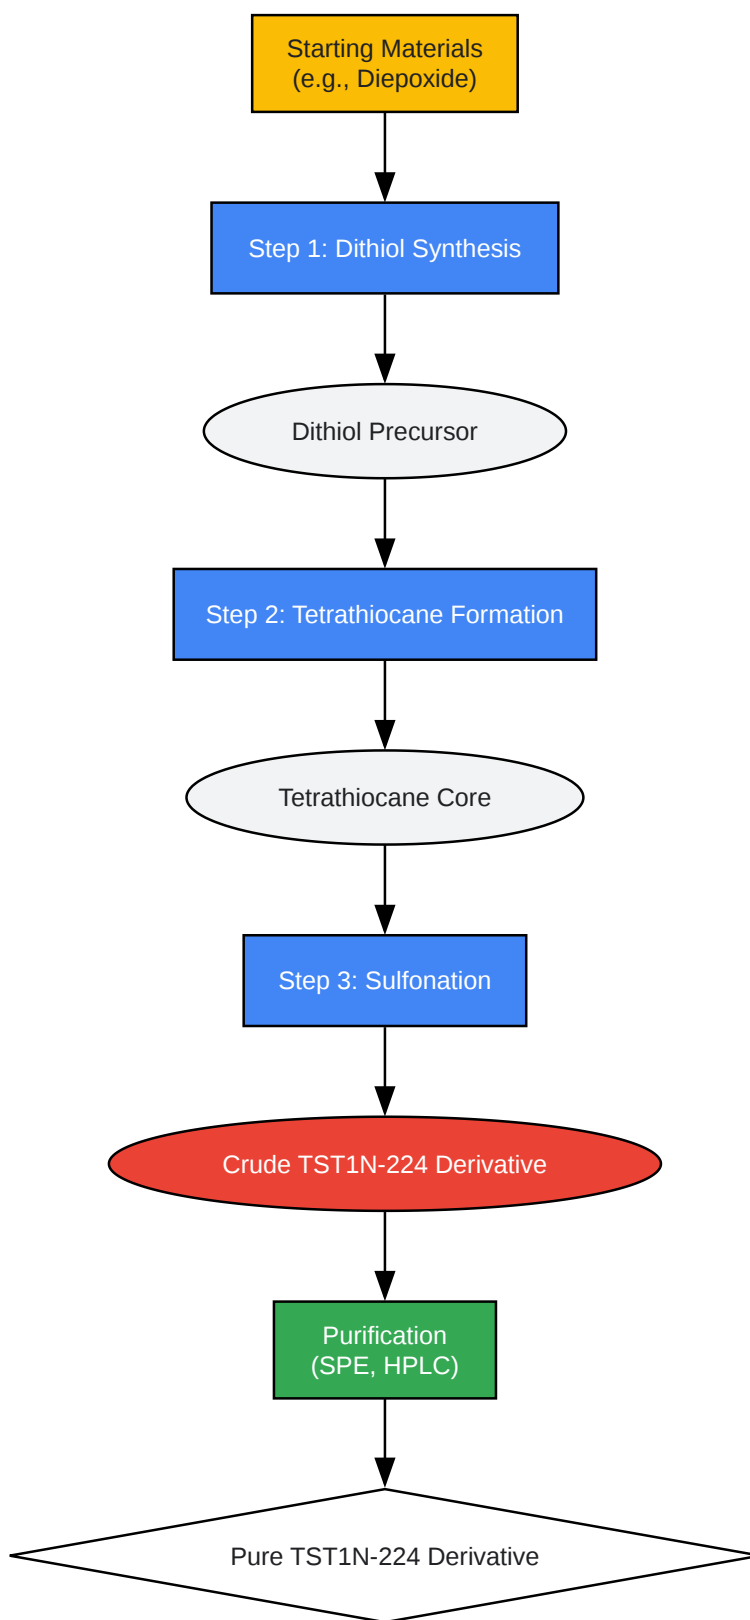 Starting Materials
(e.g., Diepoxide)
Step 1: Dithiol Synthesis
Dithiol Precursor
Step 2: Tetrathiocane Formation
Tetrathiocane Core
Step 3: Sulfonation
Crude TST1N-224 Derivative
Purification
(SPE, HPLC)
Pure TST1N-224 Derivative